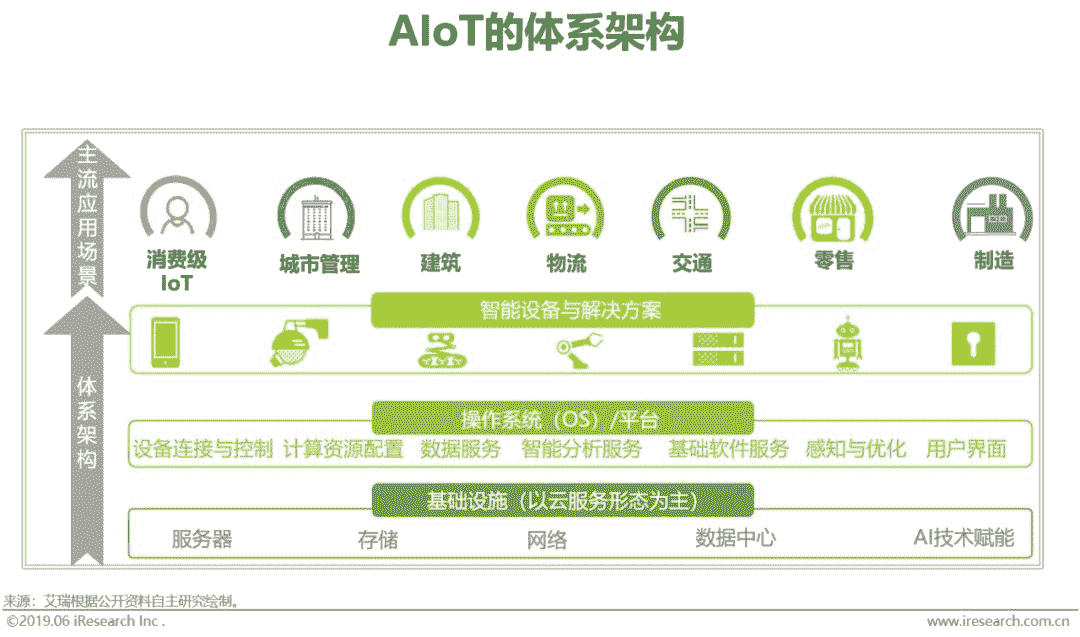 AIoT的体系架构
主流应用场景
消费级
IoT
城市管理
建筑
物流
交通
零售
制造
智能设备与解决方案
体系架构
操作系统（OS）/平台
设备连接与控制 计算资源配置 数据服务 智能分析服务 基础软件服务 感知与优化 用户界面
基础设施（以云服务形态为主）
服务器 存储 网络 数据中心 AI技术赋能
来源：艾瑞根据公开资料自主研究绘制。
©2019.06 iResearch Inc .
www.iresearch.com.cn